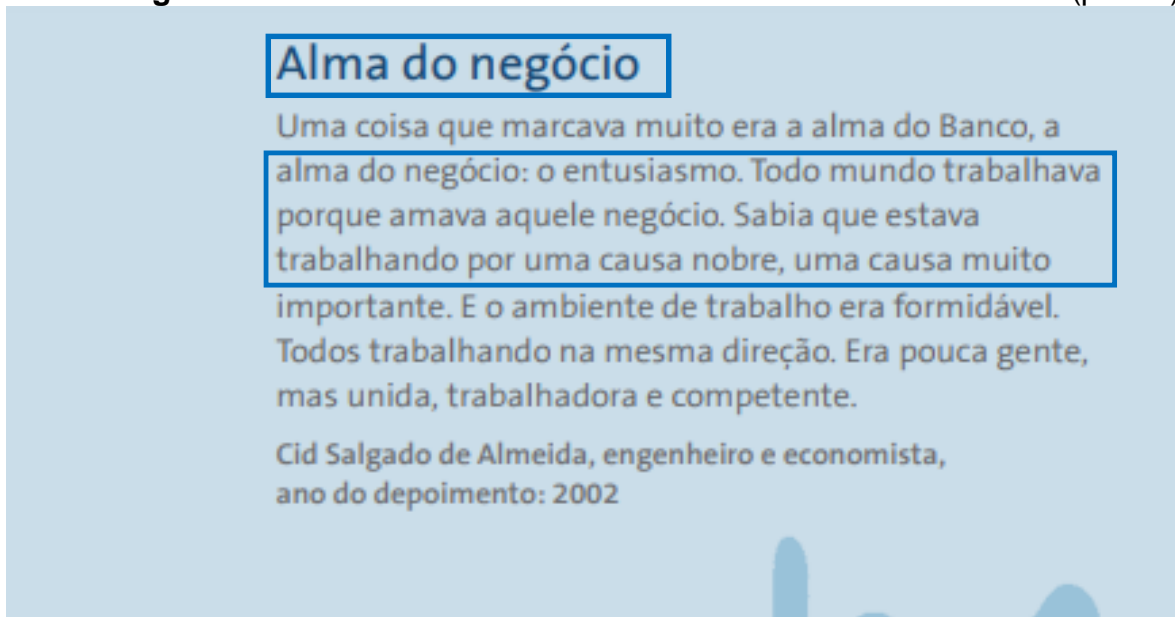 Alma do negócio
Uma coisa que marcava muito era a alma do Banco, a
alma do negócio: o entusiasmo. Todo mundo trabalhava
porque amava aquele negócio. Sabia que estava
trabalhando por uma causa nobre, uma causa muito
importante. E o ambiente de trabalho era formidável.
Todos trabalhando na mesma direção. Era pouca gente,
mas unida, trabalhadora e competente.
Cid Salgado de Almeida, engenheiro e economista,
ano do depoimento: 2002